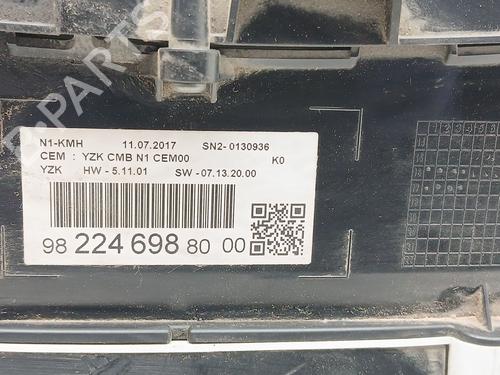 B-PARTS
N1-KMH 11.07.2017 SN2- 0130936
CEM : YZK CMB N1 CEM00 K0
YZK HW - 5.11.01 SW - 07.13.20.00
98 224 698 80 00